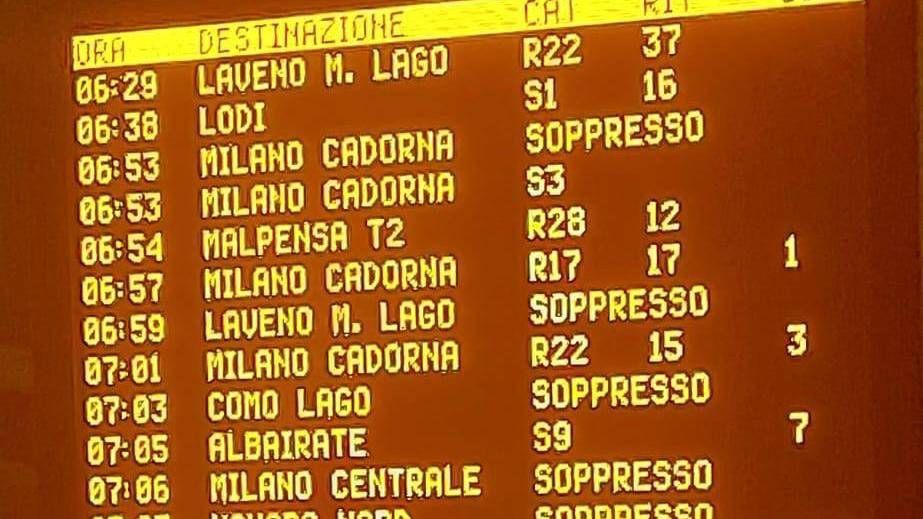 ORA DESTINAZIONE CAT RIT
06:29 LAVENO M. LAGO R22 37
06:38 LODI S1 16
06:53 MILANO CADORNA SOPPRESSO
06:53 MILANO CADORNA S3
06:54 MALPENSA T2 R28 12
06:57 MILANO CADORNA R17 17 1
06:59 LAVENO M. LAGO SOPPRESSO
07:01 MILANO CADORNA R22 15 3
07:03 COMO LAGO SOPPRESSO
07:05 ALBAIRATE S9 7
07:06 MILANO CENTRALE SOPPRESSO
NOVARA NORD SOPPRESSO